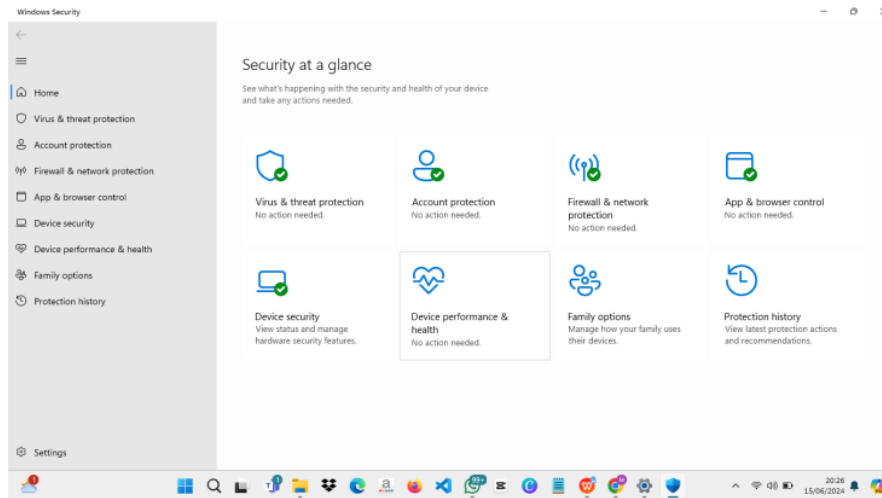 Windows Security
Home
Virus & threat protection
Account protection
Firewall & network protection
App & browser control
Device security
Device performance & health
Family options
Protection history
Settings
Security at a glance
See what's happening with the security and health of your device
and take any actions needed.
Virus & threat protection
No action needed.
Account protection
No action needed.
Firewall & network
protection
No action needed.
App & browser control
No action needed.
Device security
View status and manage
hardware security features.
Device performance &
health
No action needed.
Family options
Manage how your family uses
their devices.
Protection history
View latest protection actions
and recommendations.
99+
20:26
15/06/2024